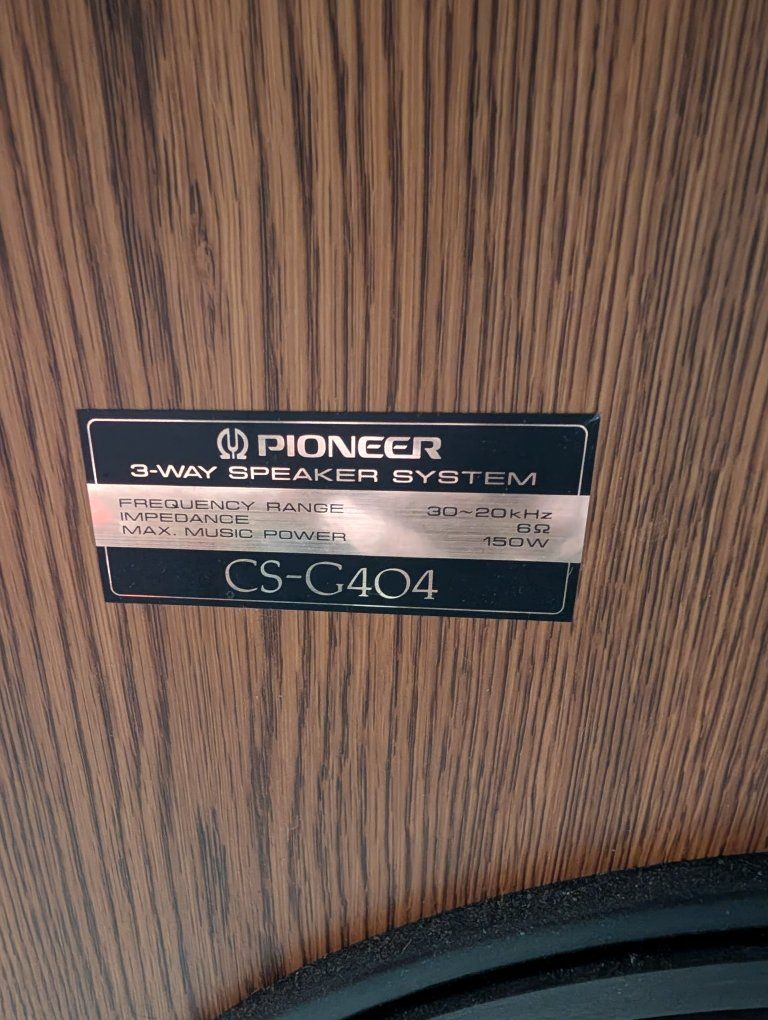 PIONEER
3-WAY SPEAKER SYSTEM
FREQUENCY RANGE 30~20kHz
IMPEDANCE 6Ω
MAX. MUSIC POWER 150W
CS-G404